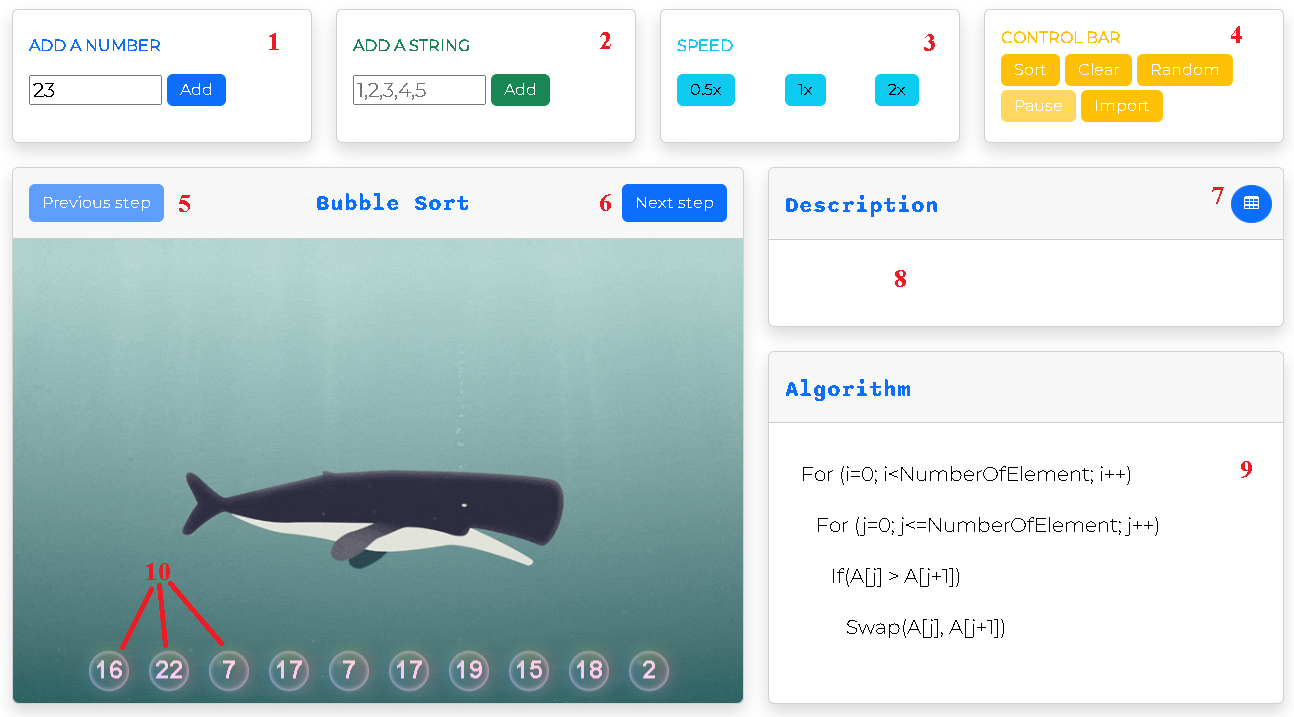 ADD A NUMBER 1
23 Add
ADD A STRING 2
1,2,3,4,5 Add
SPEED 3
0.5x 1x 2x
CONTROL BAR 4
Sort Clear Random
Pause Import
Previous step 5 Bubble Sort 6 Next step
10
16 22 7 17 7 17 19 15 18 2
Description 7
8
Algorithm
For (i=0; i<NumberOfElement; i++) 9
For (j=0; j<=NumberOfElement; j++)
If(A[j] > A[j+1])
Swap(A[j], A[j+1])